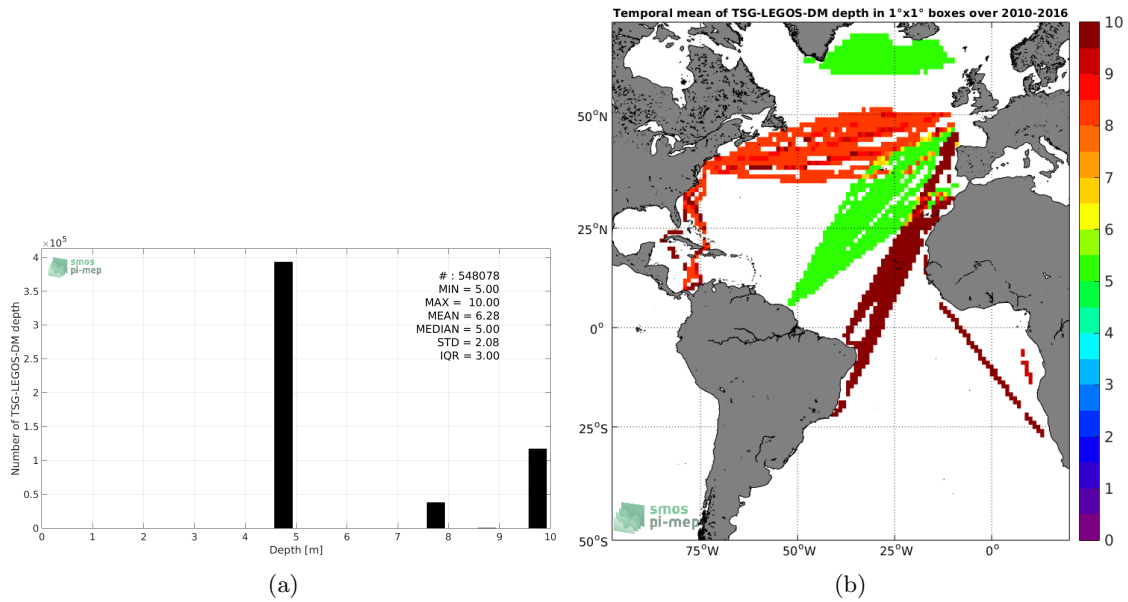 ×10⁵
4
3.5
3
2.5
2
1.5
1
0.5
0
Number of TSG-LEGOS-DM depth
smos
pi-mep
# : 548078
MIN = 5.00
MAX = 10.00
MEAN = 6.28
MEDIAN = 5.00
STD = 2.08
IQR = 3.00
0 1 2 3 4 5 6 7 8 9 10
Depth [m]
(a)
Temporal mean of TSG-LEGOS-DM depth in 1°x1° boxes over 2010-2016
50°N
25°N
0°
25°S
50°S
75°W 50°W 25°W 0°
smos
pi-mep
10
9
8
7
6
5
4
3
2
1
0
(b)